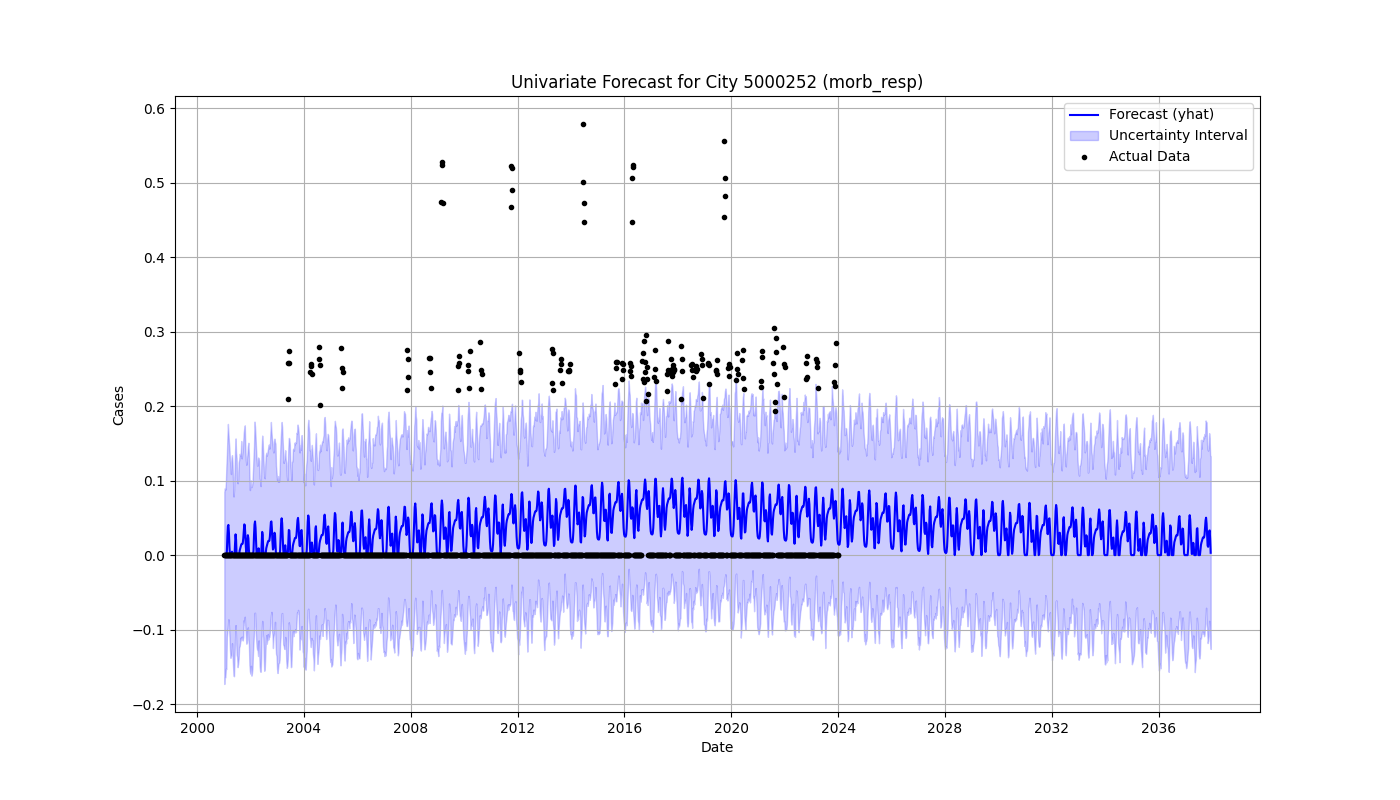 Univariate Forecast for City 5000252 (morb_resp)
Forecast (yhat)
Uncertainty Interval
Actual Data
Cases
0.6
0.5
0.4
0.3
0.2
0.1
0.0
−0.1
−0.2
2000 2004 2008 2012 2016 2020 2024 2028 2032 2036
Date